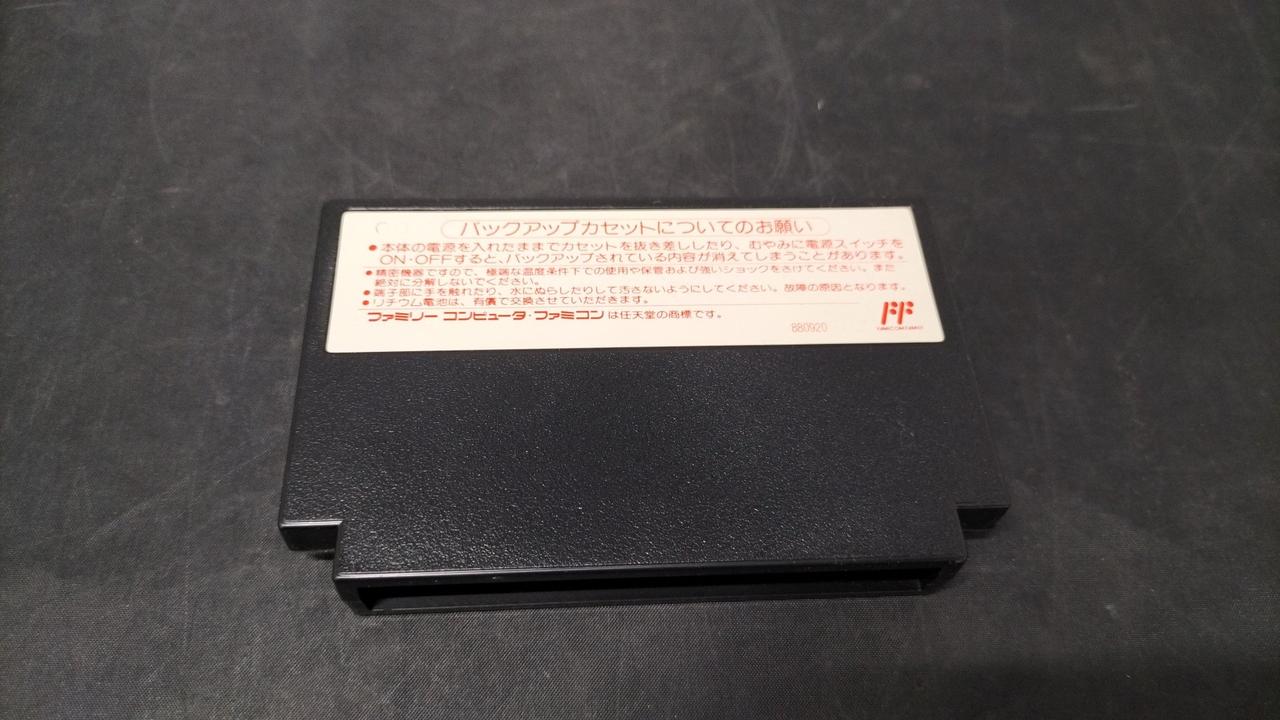 バックアップカセットについてのお願い
●本体の電源を入れたままでカセットを抜き差ししたり、むやみに電源スイッチを
ON・OFFすると、バックアップされている内容が消えてしまうことがあります。
●精密機器ですので、極端な温度条件下での使用や保管および強いショックをさけてください。また
絶対に分解しないでください。
●端子部に手を触れたり、水にぬらしたりして汚さないようにしてください。故障の原因となります。
●リチウム電池は、有償で交換させていただきます。
ファミリー コンピュータ・ファミコンは任天堂の商標です。
880920
FF